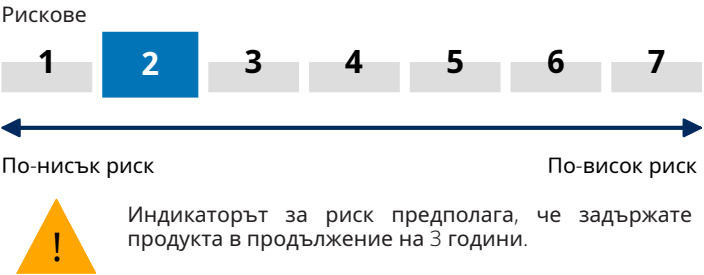 Рискове
1 2 3 4 5 6 7
По-нисък риск По-висок риск
! Индикаторът за риск предполага, че задържате
продукта в продължение на 3 години.